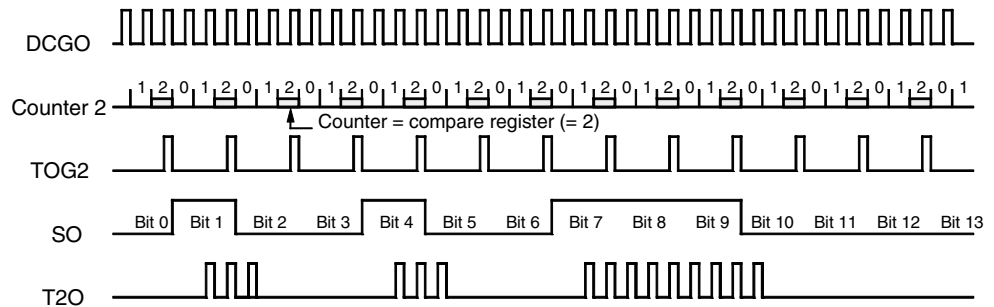 DCGO
1 2 0 1 2 0 1 2 0 1 2 0 1 2 0 1 2 0 1 2 0 1 2 0 1 2 0 1 2 0 1 2 0 1 2 0 1 2 0 1
Counter 2
Counter = compare register (= 2)
TOG2
Bit 0 Bit 1 Bit 2 Bit 3 Bit 4 Bit 5 Bit 6 Bit 7 Bit 8 Bit 9 Bit 10 Bit 11 Bit 12 Bit 13
SO
T2O